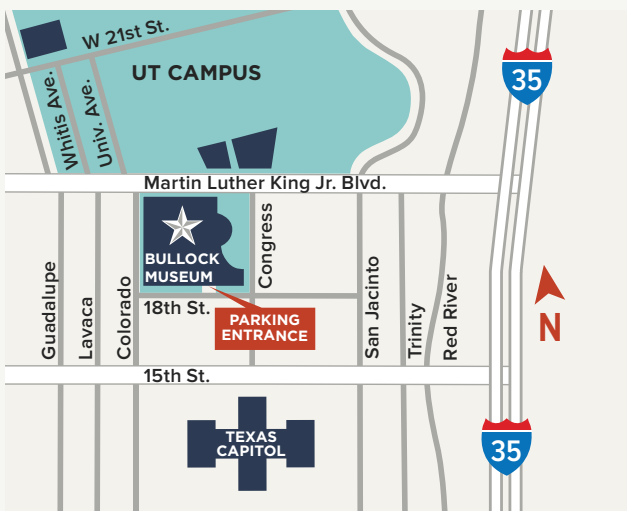 W 21st St.
35
UT CAMPUS
Whitis Ave.
Univ. Ave.
Martin Luther King Jr. Blvd.
BULLOCK
MUSEUM
Congress
Guadalupe
Lavaca
Colorado
18th St.
PARKING
ENTRANCE
San Jacinto
Trinity
Red River
N
15th St.
TEXAS
CAPITOL
35